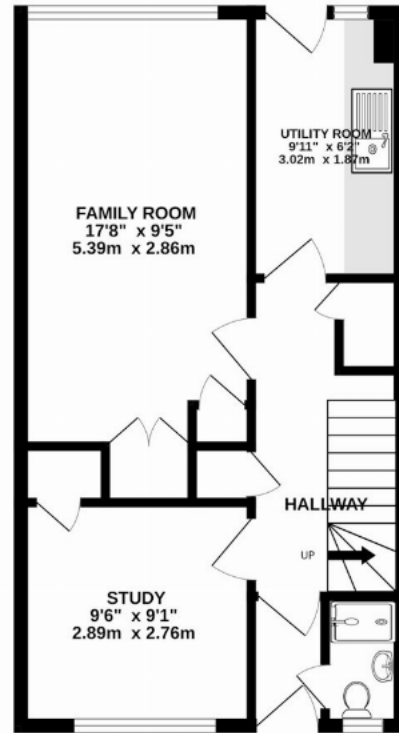 UTILITY ROOM
9'11" x 6'2"
3.02m x 1.87m
FAMILY ROOM
17'8" x 9'5"
5.39m x 2.86m
HALLWAY
UP
STUDY
9'6" x 9'1"
2.89m x 2.76m